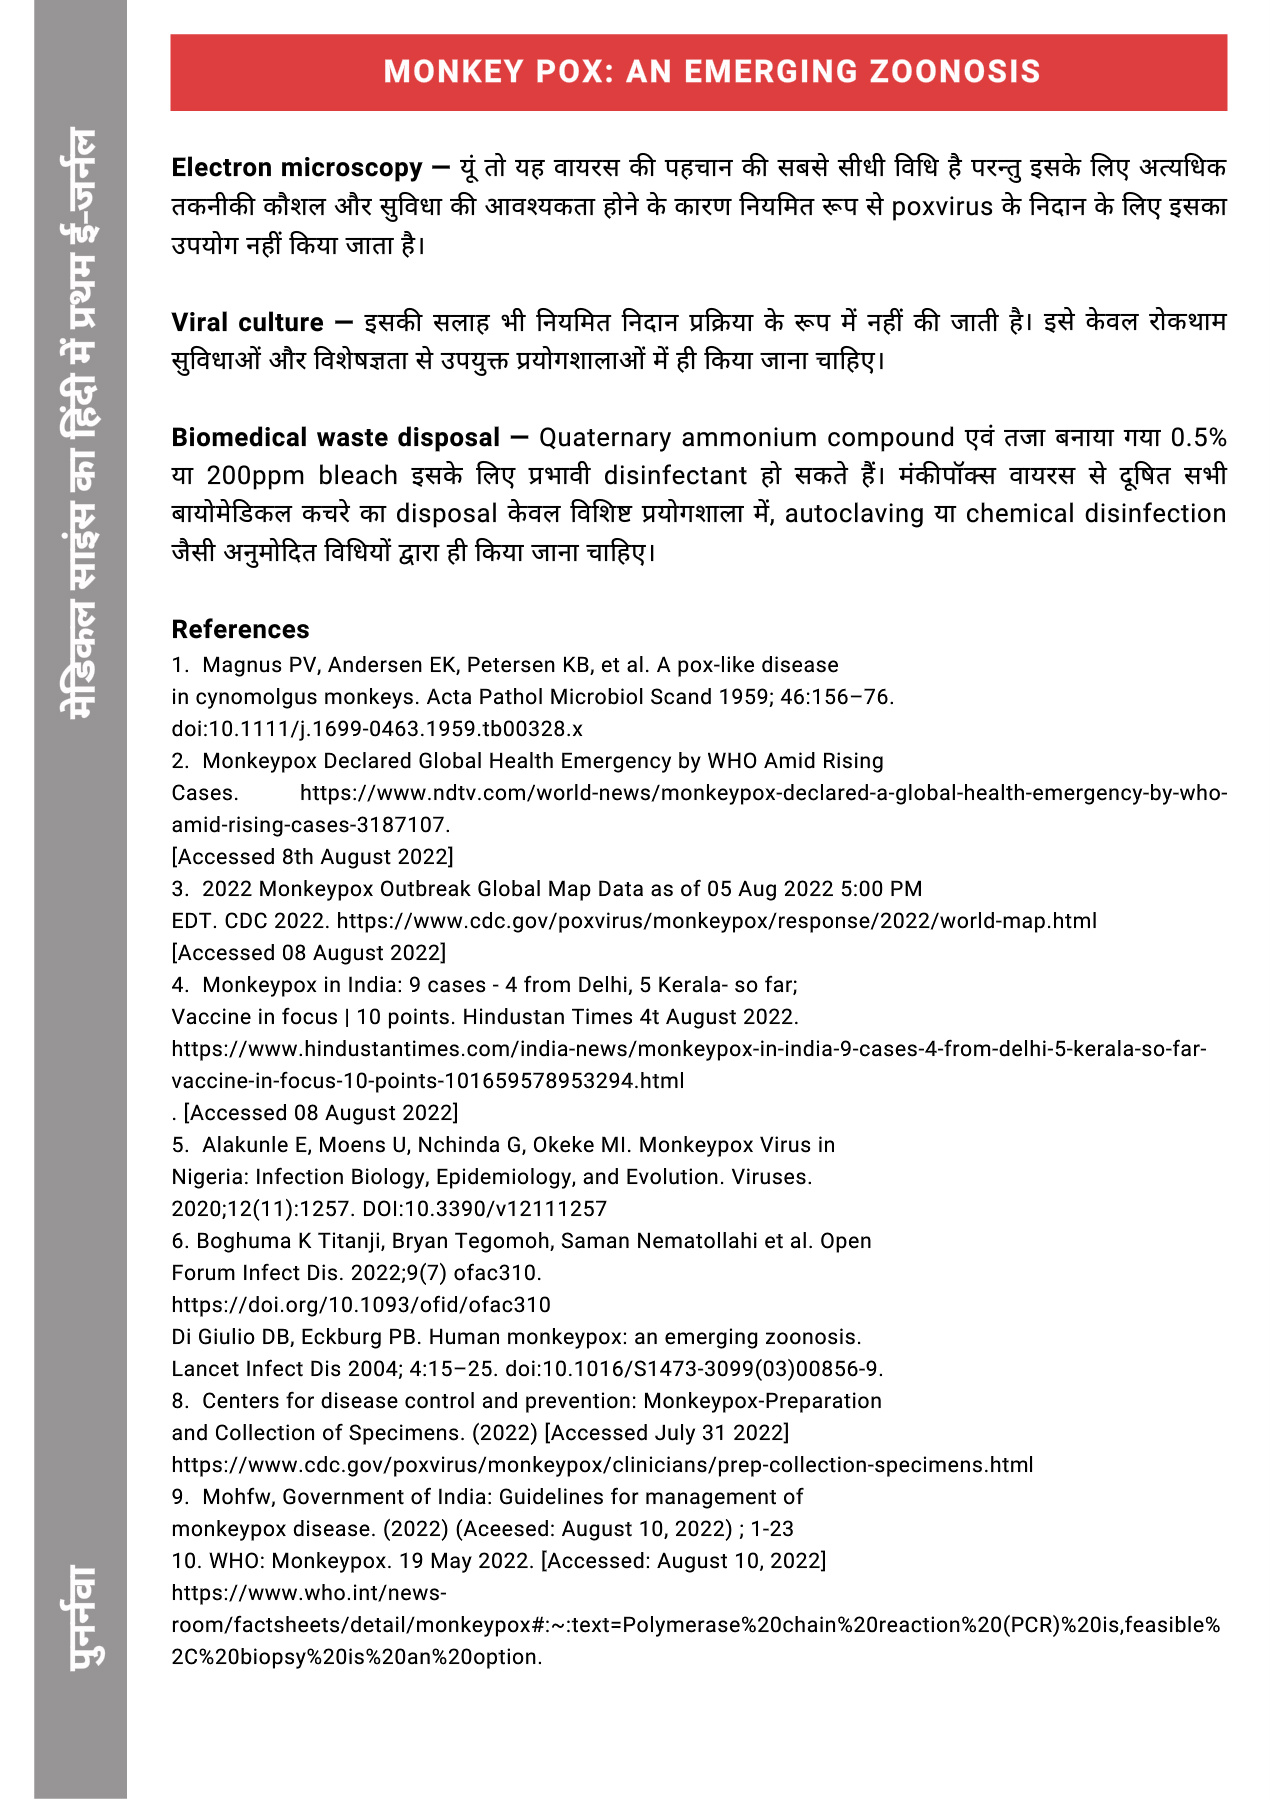 MONKEY POX: AN EMERGING ZOONOSIS
मेडिकल साइंस का हिंदी में प्रथम ई-जर्नल
पुनर्नवा
Electron microscopy – यूं तो यह वायरस की पहचान की सबसे सीधी विधि है परन्तु इसके लिए अत्यधिक
तकनीकी कौशल और सुविधा की आवश्यकता होने के कारण नियमित रूप से poxvirus के निदान के लिए इसका
उपयोग नहीं किया जाता है।
Viral culture – इसकी सलाह भी नियमित निदान प्रक्रिया के रूप में नहीं की जाती है। इसे केवल रोकथाम
सुविधाओं और विशेषज्ञता से उपयुक्त प्रयोगशालाओं में ही किया जाना चाहिए।
Biomedical waste disposal – Quaternary ammonium compound एवं तजा बनाया गया 0.5%
या 200ppm bleach इसके लिए प्रभावी disinfectant हो सकते हैं। मंकीपॉक्स वायरस से दूषित सभी
बायोमेडिकल कचरे का disposal केवल विशिष्ट प्रयोगशाला में, autoclaving या chemical disinfection
जैसी अनुमोदित विधियों द्वारा ही किया जाना चाहिए।
References
1. Magnus PV, Andersen EK, Petersen KB, et al. A pox-like disease
in cynomolgus monkeys. Acta Pathol Microbiol Scand 1959; 46:156–76.
doi:10.1111/j.1699-0463.1959.tb00328.x
2. Monkeypox Declared Global Health Emergency by WHO Amid Rising
Cases. https://www.ndtv.com/world-news/monkeypox-declared-a-global-health-emergency-by-who-
amid-rising-cases-3187107.
[Accessed 8th August 2022]
3. 2022 Monkeypox Outbreak Global Map Data as of 05 Aug 2022 5:00 PM
EDT. CDC 2022. https://www.cdc.gov/poxvirus/monkeypox/response/2022/world-map.html
[Accessed 08 August 2022]
4. Monkeypox in India: 9 cases - 4 from Delhi, 5 Kerala- so far;
Vaccine in focus | 10 points. Hindustan Times 4t August 2022.
https://www.hindustantimes.com/india-news/monkeypox-in-india-9-cases-4-from-delhi-5-kerala-so-far-
vaccine-in-focus-10-points-101659578953294.html
. [Accessed 08 August 2022]
5. Alakunle E, Moens U, Nchinda G, Okeke MI. Monkeypox Virus in
Nigeria: Infection Biology, Epidemiology, and Evolution. Viruses.
2020;12(11):1257. DOI:10.3390/v12111257
6. Boghuma K Titanji, Bryan Tegomoh, Saman Nematollahi et al. Open
Forum Infect Dis. 2022;9(7) ofac310.
https://doi.org/10.1093/ofid/ofac310
Di Giulio DB, Eckburg PB. Human monkeypox: an emerging zoonosis.
Lancet Infect Dis 2004; 4:15–25. doi:10.1016/S1473-3099(03)00856-9.
8. Centers for disease control and prevention: Monkeypox-Preparation
and Collection of Specimens. (2022) [Accessed July 31 2022]
https://www.cdc.gov/poxvirus/monkeypox/clinicians/prep-collection-specimens.html
9. Mohfw, Government of India: Guidelines for management of
monkeypox disease. (2022) (Aceesed: August 10, 2022) ; 1-23
10. WHO: Monkeypox. 19 May 2022. [Accessed: August 10, 2022]
https://www.who.int/news-
room/factsheets/detail/monkeypox#:~:text=Polymerase%20chain%20reaction%20(PCR)%20is,feasible%
2C%20biopsy%20is%20an%20option.